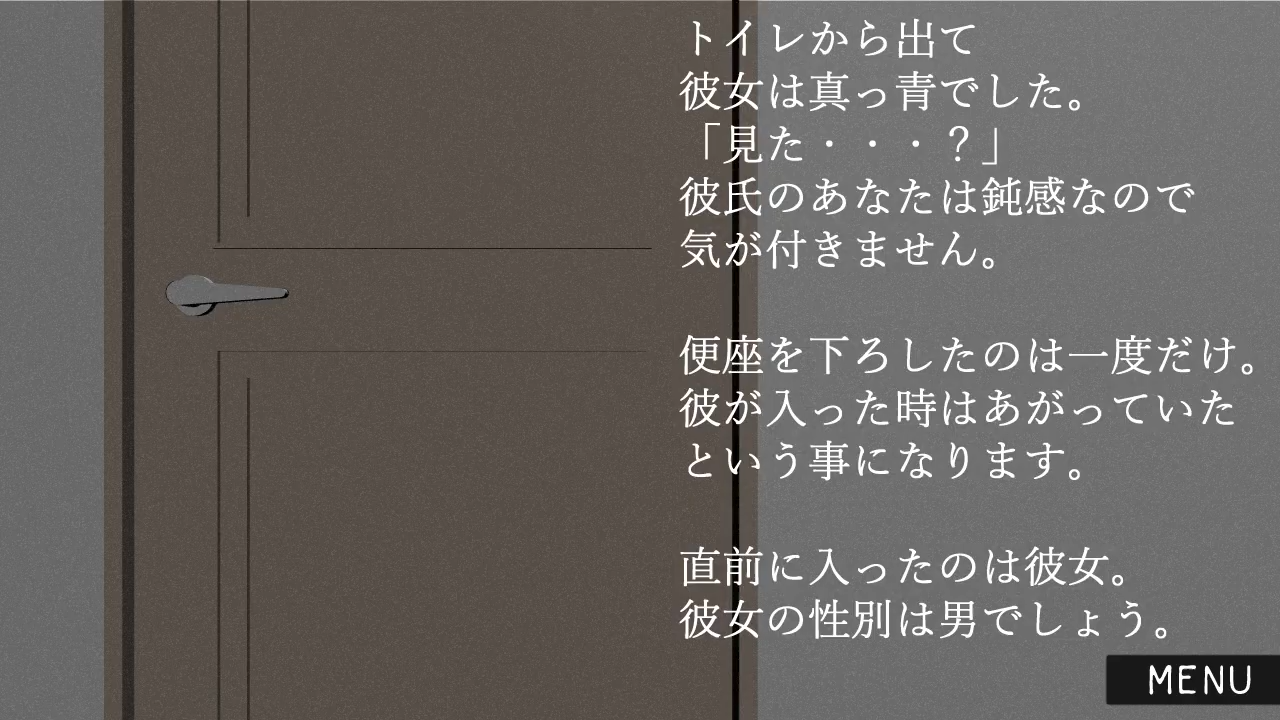 トイレから出て
彼女は真っ青でした。
「見た・・・？」
彼氏のあなたは鈍感なので
気が付きません。
便座を下ろしたのは一度だけ。
彼が入った時はあがっていた
という事になります。
直前に入ったのは彼女。
彼女の性別は男でしょう。
MENU